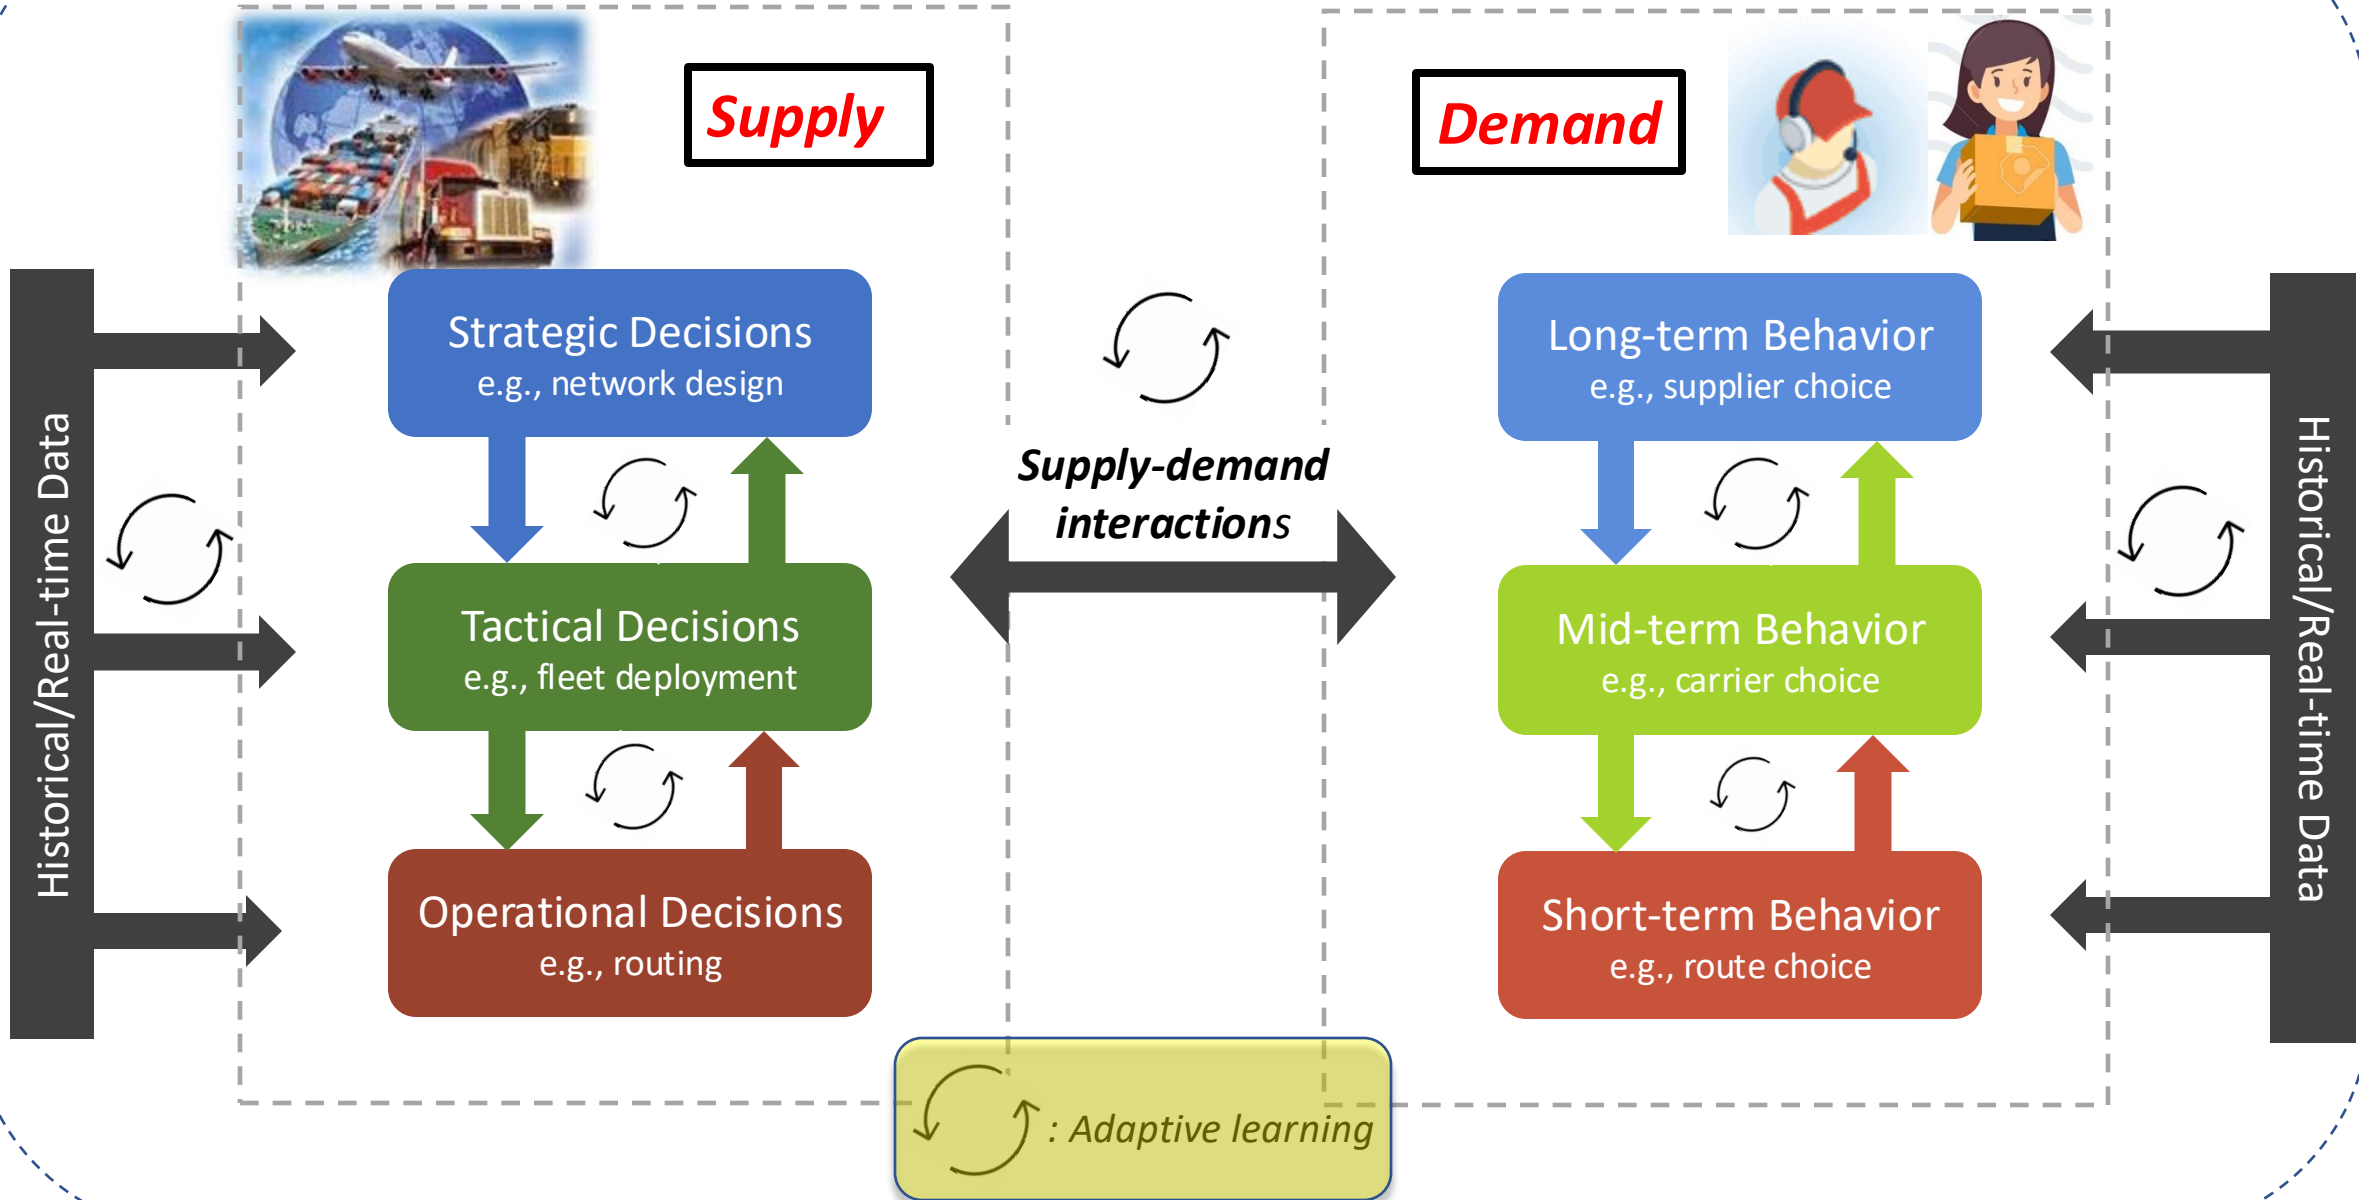 Supply
Demand
Historical/Real-time Data
Strategic Decisions
e.g., network design
Tactical Decisions
e.g., fleet deployment
Operational Decisions
e.g., routing
Supply-demand
interactions
Long-term Behavior
e.g., supplier choice
Mid-term Behavior
e.g., carrier choice
Short-term Behavior
e.g., route choice
Historical/Real-time Data
: Adaptive learning